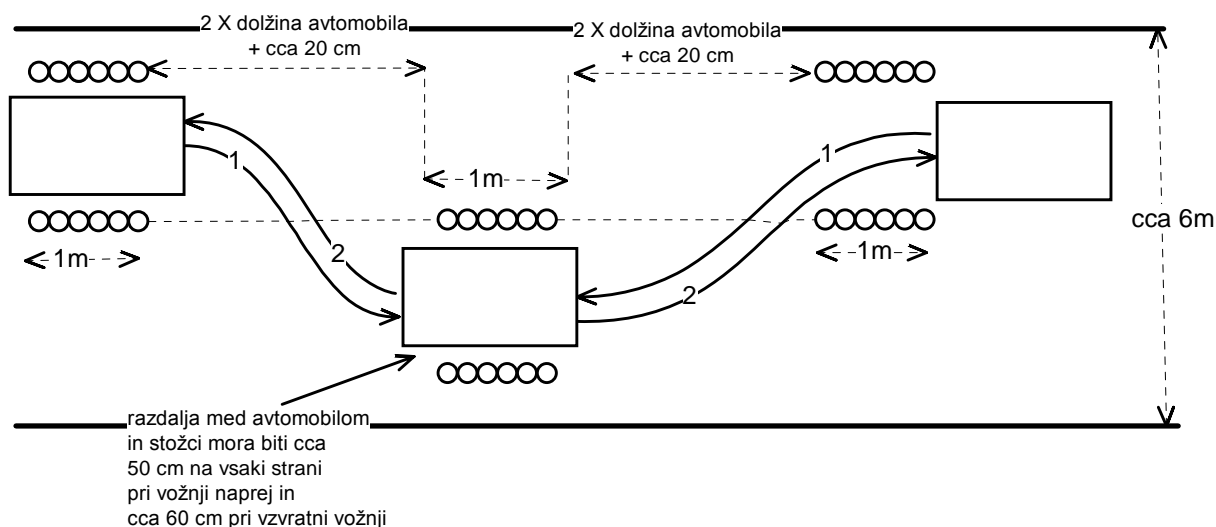 2 X dolžina avtomobila
+ cca 20 cm
2 X dolžina avtomobila
+ cca 20 cm
1
1
1m
2
2
1m
1m
cca 6m
razdalja med avtomobilom
in stožci mora biti cca
50 cm na vsaki strani
pri vožnji naprej in
cca 60 cm pri vzvratni vožnji